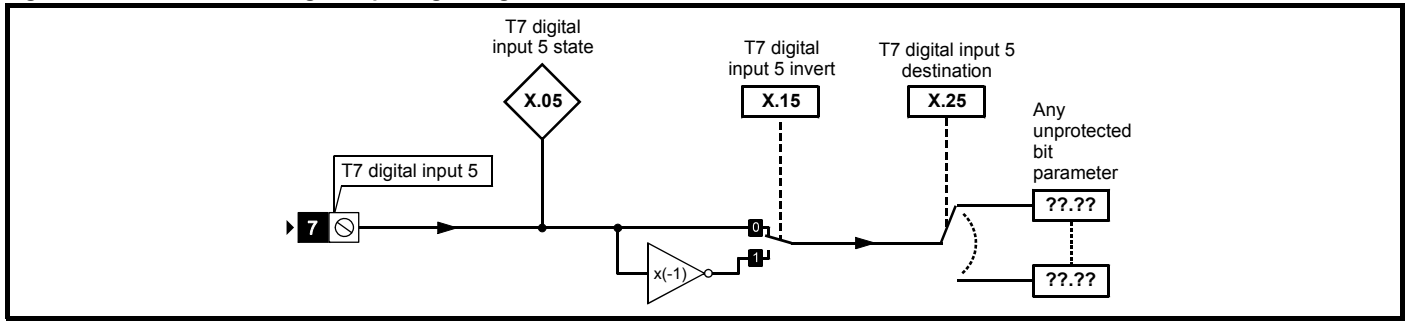 T7 digital
input 5 state
T7 digital
input 5 invert
T7 digital input 5
destination
X.05
X.15
X.25
Any
unprotected
bit
parameter
T7 digital input 5
??.??
7
0
1
x(-1)
??.??